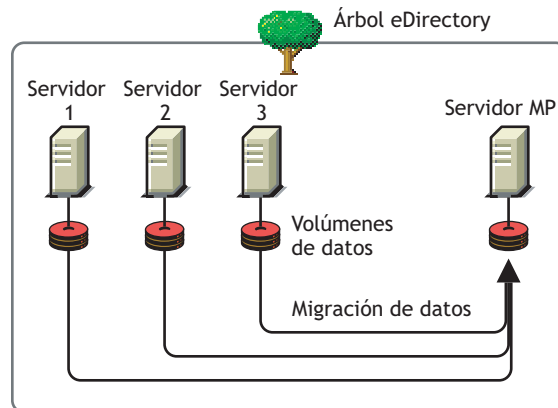 Árbol eDirectory
Servidor
1
Servidor
2
Servidor
3
Servidor MP
Volúmenes
de datos
Migración de datos